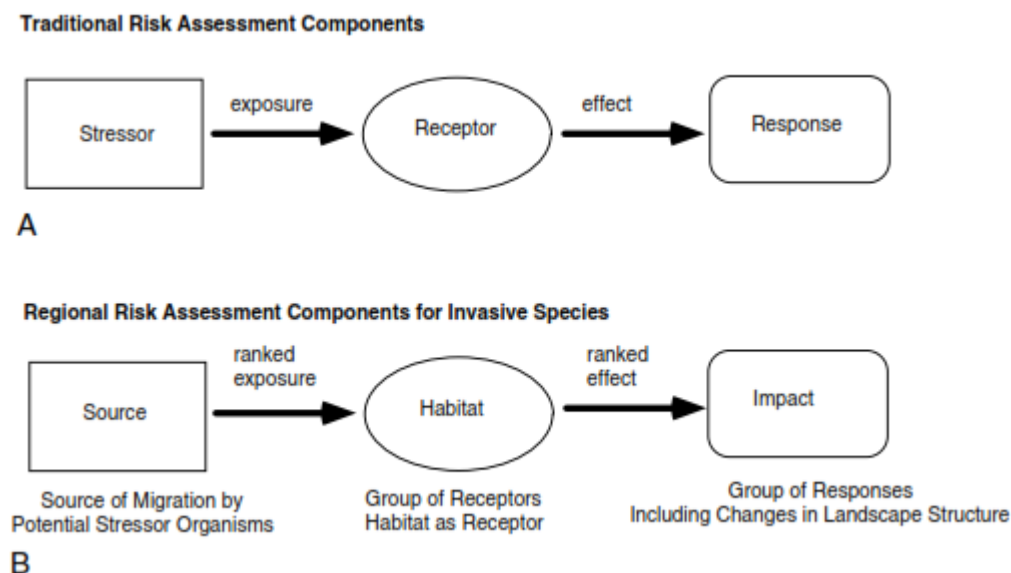 Traditional Risk Assessment Components
Stressor
exposure
Receptor
effect
Response
A
Regional Risk Assessment Components for Invasive Species
Source
ranked
exposure
Habitat
ranked
effect
Impact
Source of Migration by
Potential Stressor Organisms
Group of Receptors
Habitat as Receptor
Group of Responses
Including Changes in Landscape Structure
B